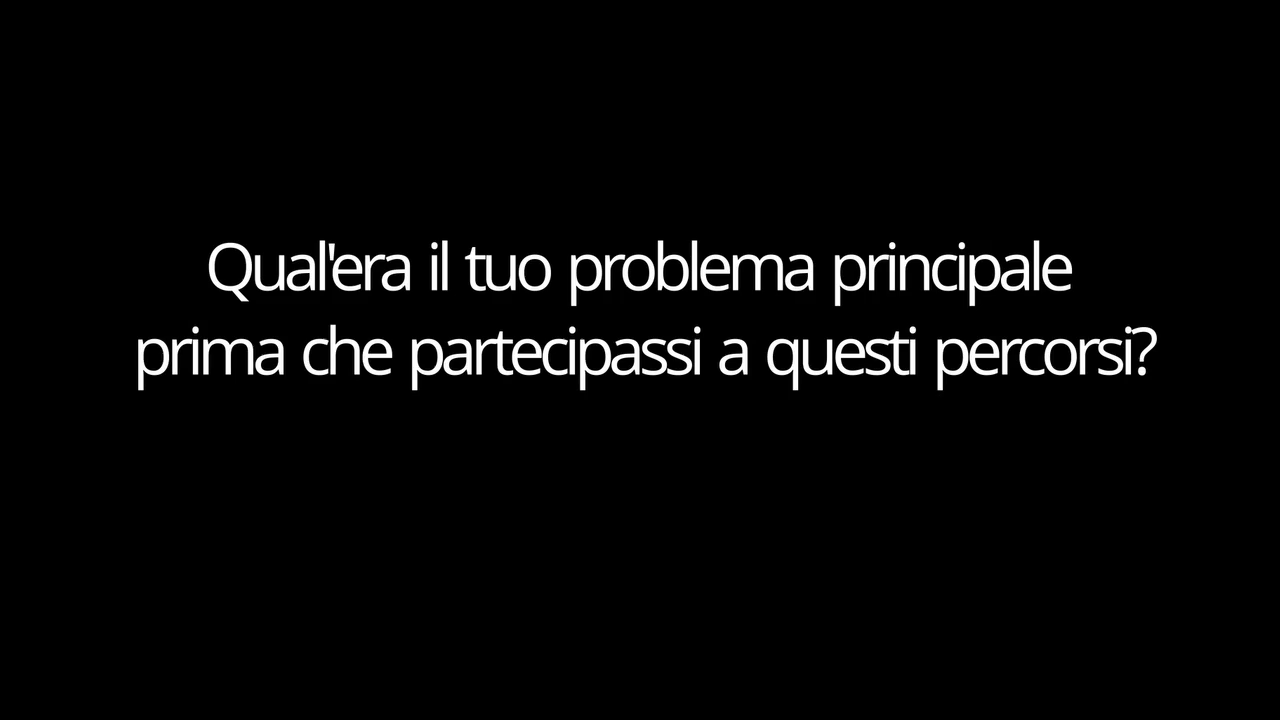 Qual'era il tuo problema principale
prima che partecipassi a questi percorsi?